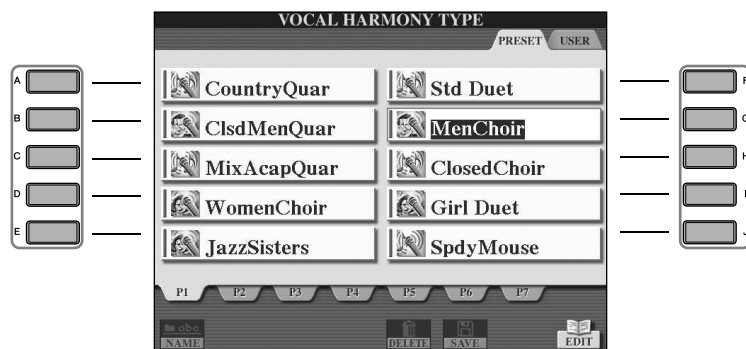 VOCAL HARMONY TYPE
PRESET USER
A CountryQuar Std Duet F
B ClsdMenQuar MenChoir G
C MixAcapQuar ClosedChoir H
D WomenChoir Girl Duet I
E JazzSisters SpdyMouse J
P1 P2 P3 P4 P5 P6 P7
abc
NAME DELETE SAVE EDIT